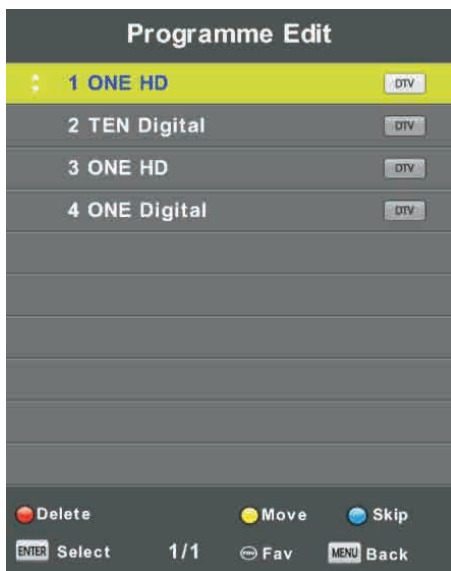 Programme Edit
1 ONE HD DTV
2 TEN Digital DTV
3 ONE HD DTV
4 ONE Digital DTV
Delete Move Skip
ENTER Select 1/1 Fav MENU Back